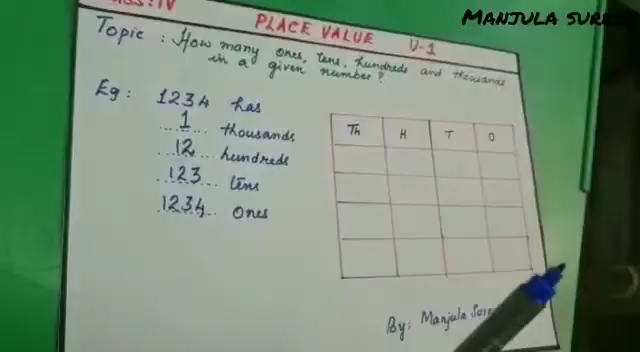 MANJULA
PLACE VALUE U-1
Topic : How many ones, tens, hundreds and thousands
in a given number?
Eg : 1234 has
1 thousands
12 hundreds
123 tens
1234 ones
Th H T O
By: Manjula